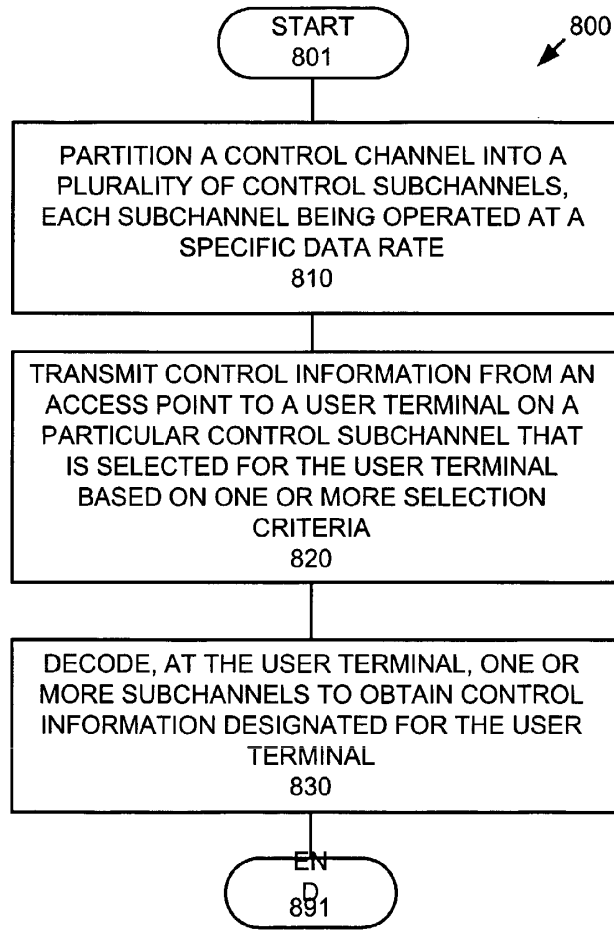 START
801
800
PARTITION A CONTROL CHANNEL INTO A
PLURALITY OF CONTROL SUBCHANNELS,
EACH SUBCHANNEL BEING OPERATED AT A
SPECIFIC DATA RATE
810
TRANSMIT CONTROL INFORMATION FROM AN
ACCESS POINT TO A USER TERMINAL ON A
PARTICULAR CONTROL SUBCHANNEL THAT
IS SELECTED FOR THE USER TERMINAL
BASED ON ONE OR MORE SELECTION
CRITERIA
820
DECODE, AT THE USER TERMINAL, ONE OR
MORE SUBCHANNELS TO OBTAIN CONTROL
INFORMATION DESIGNATED FOR THE USER
TERMINAL
830
EN
D
891